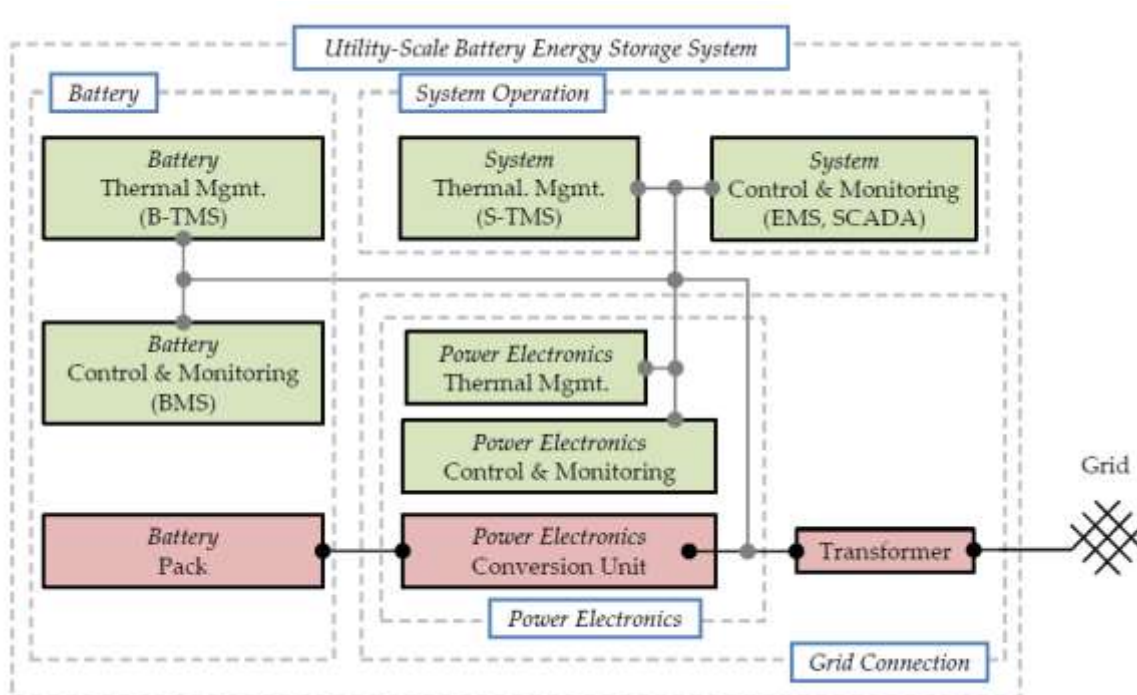 Utility-Scale Battery Energy Storage System
Battery
System Operation
Battery
Thermal Mgmt.
(B-TMS)
System
Thermal. Mgmt.
(S-TMS)
System
Control & Monitoring
(EMS, SCADA)
Battery
Control & Monitoring
(BMS)
Power Electronics
Thermal Mgmt.
Power Electronics
Control & Monitoring
Grid
Battery
Pack
Power Electronics
Conversion Unit
Transformer
Power Electronics
Grid Connection